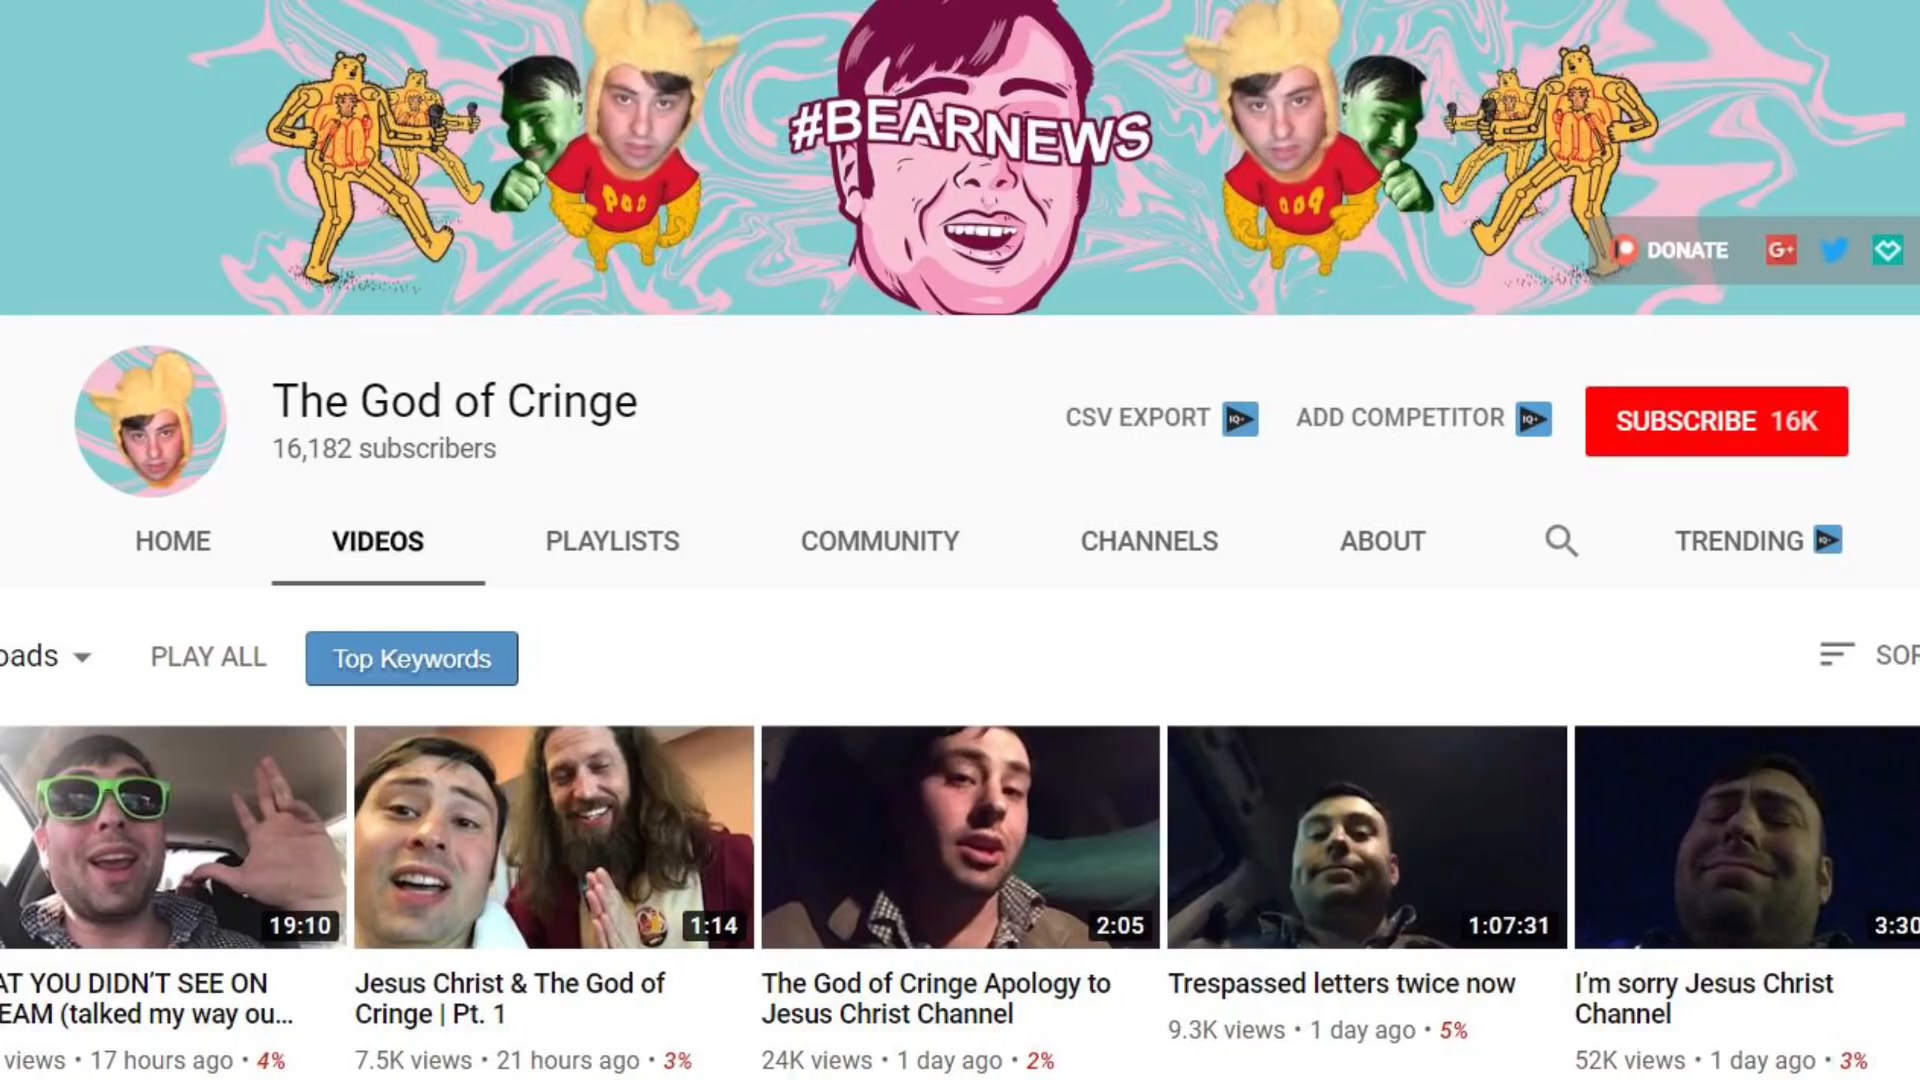 #BEARNEWS
POO
DONATE
G+
The God of Cringe
16,182 subscribers
CSV EXPORT IQ+
ADD COMPETITOR IQ+
SUBSCRIBE 16K
HOME
VIDEOS
PLAYLISTS
COMMUNITY
CHANNELS
ABOUT
TRENDING
oads
PLAY ALL
Top Keywords
SOR
19:10
1:14
2:05
1:07:31
3:30
AT YOU DIDN'T SEE ON
EAM (talked my way ou...
views • 17 hours ago • 4%
Jesus Christ & The God of
Cringe | Pt. 1
7.5K views • 21 hours ago • 3%
The God of Cringe Apology to
Jesus Christ Channel
24K views • 1 day ago • 2%
Trespassed letters twice now
9.3K views • 1 day ago • 5%
I'm sorry Jesus Christ
Channel
52K views • 1 day ago • 3%